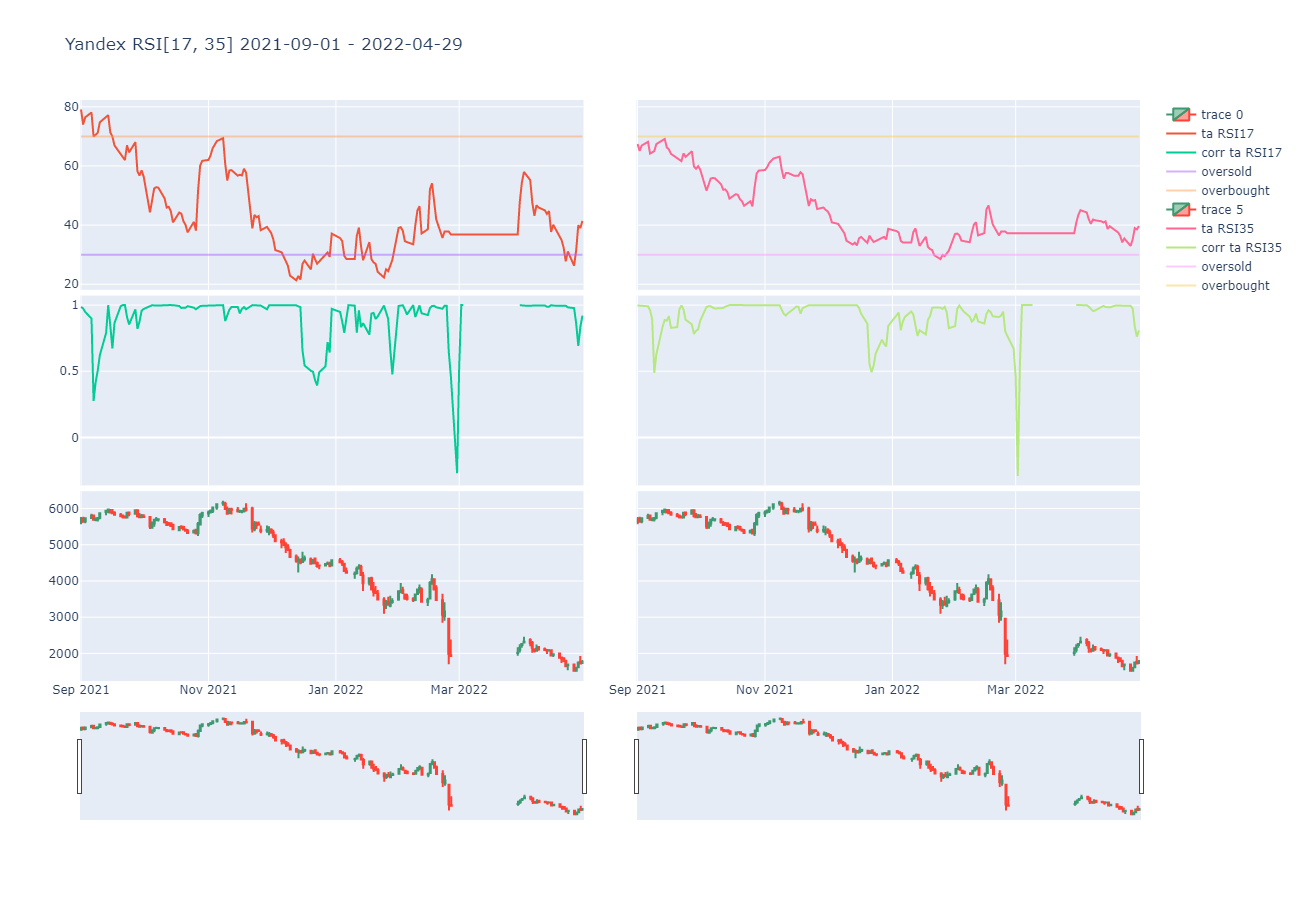 Yandex RSI[17, 35] 2021-09-01 - 2022-04-29
80
60
40
20
1
0.5
0
6000
5000
4000
3000
2000
Sep 2021 Nov 2021 Jan 2022 Mar 2022
Sep 2021 Nov 2021 Jan 2022 Mar 2022
trace 0
ta RSI17
corr ta RSI17
oversold
overbought
trace 5
ta RSI35
corr ta RSI35
oversold
overbought